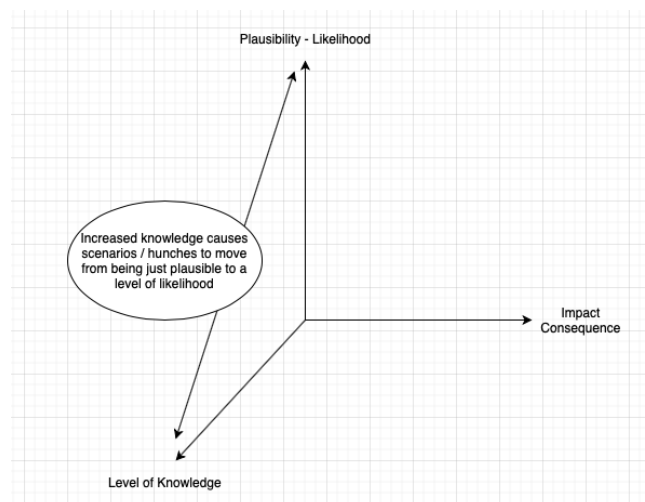 Plausibility - Likelihood
Increased knowledge causes
scenarios / hunches to move
from being just plausible to a
level of likelihood
Impact
Consequence
Level of Knowledge